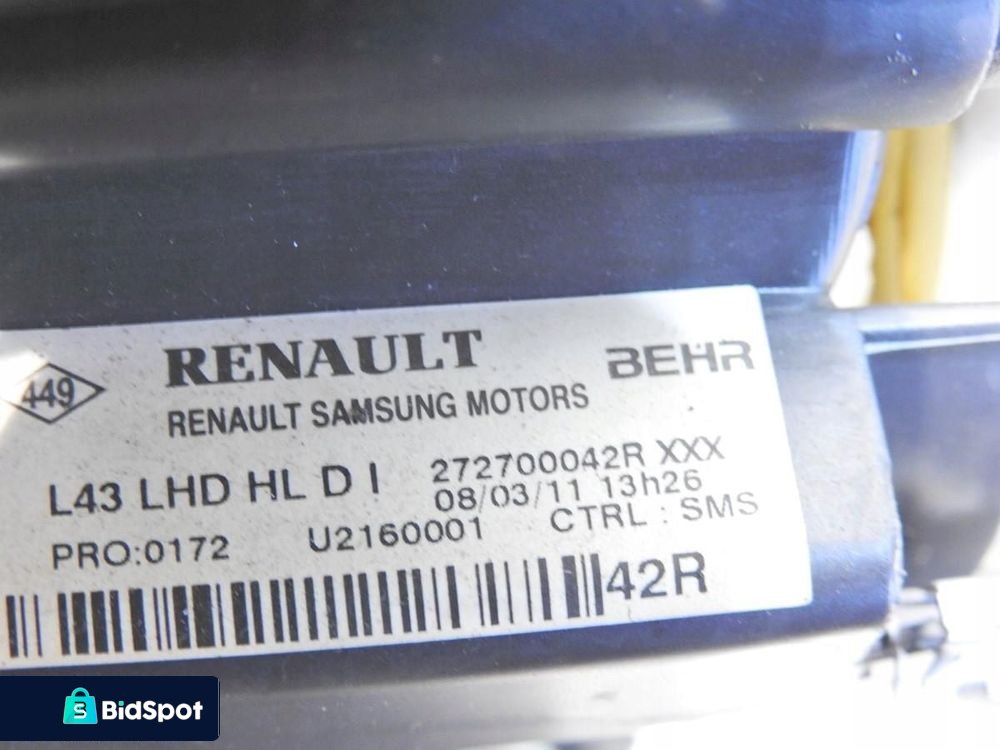 449
RENAULT
BEHR
RENAULT SAMSUNG MOTORS
L43 LHD HL D I
272700042R XXX
08/03/11 13h26
PRO:0172
U2160001
CTRL : SMS
42R
S BidSpot